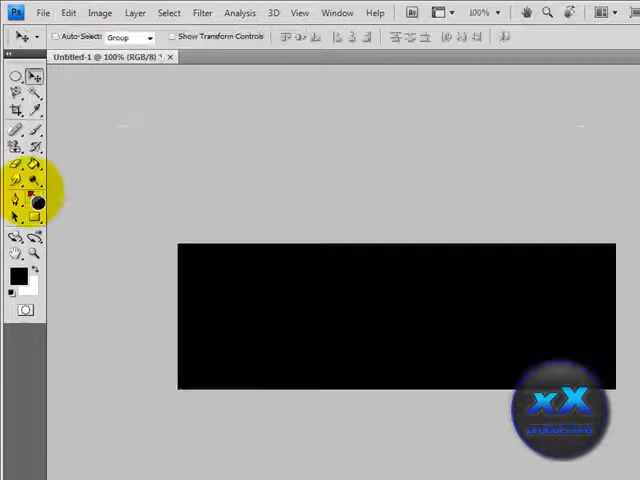 Ps File Edit Image Layer Select Filter Analysis 3D View Window Help Br 100%
Auto-Select: Group Show Transform Controls
Untitled-1 @ 100% (RGB/8) *
xX